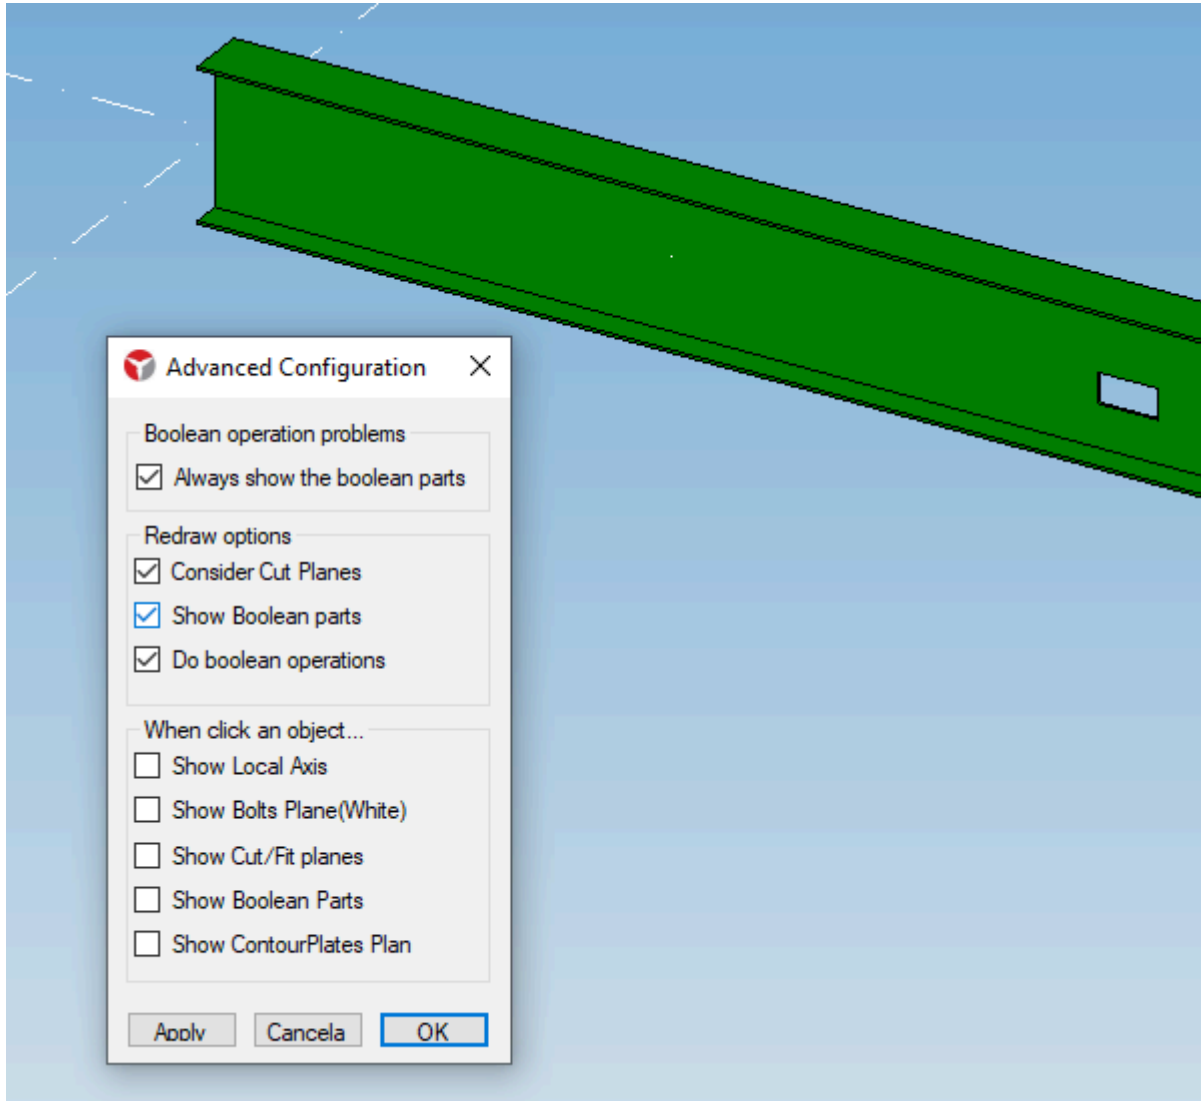 Advanced Configuration
Boolean operation problems
Always show the boolean parts
Redraw options
Consider Cut Planes
Show Boolean parts
Do boolean operations
When click an object...
Show Local Axis
Show Bolts Plane(White)
Show Cut/Fit planes
Show Boolean Parts
Show ContourPlates Plan
Apply Cancela OK